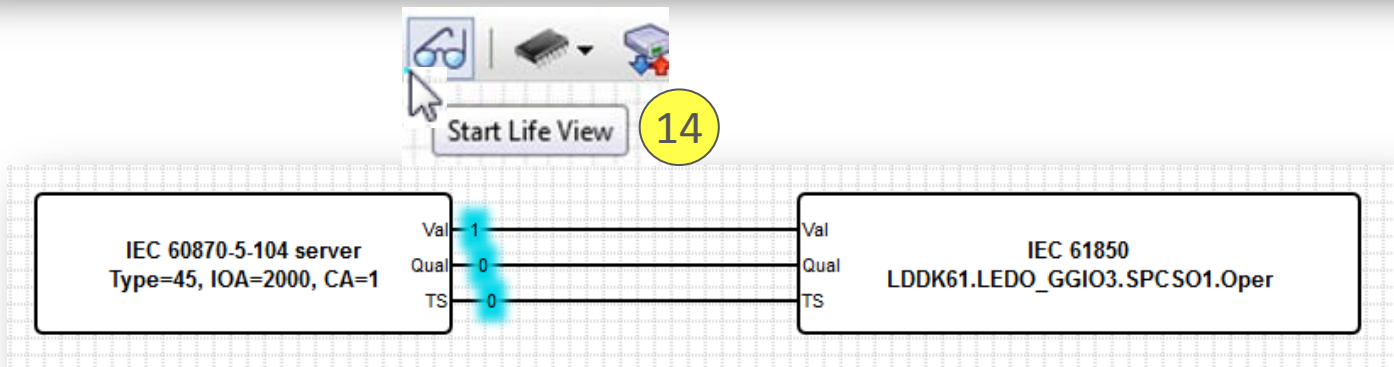 Start Life View
14
IEC 60870-5-104 server
Type=45, IOA=2000, CA=1
Val
Qual
TS
1
0
0
Val
Qual
TS
IEC 61850
LDDK61.LEDO_GGIO3.SPCSO1.Oper